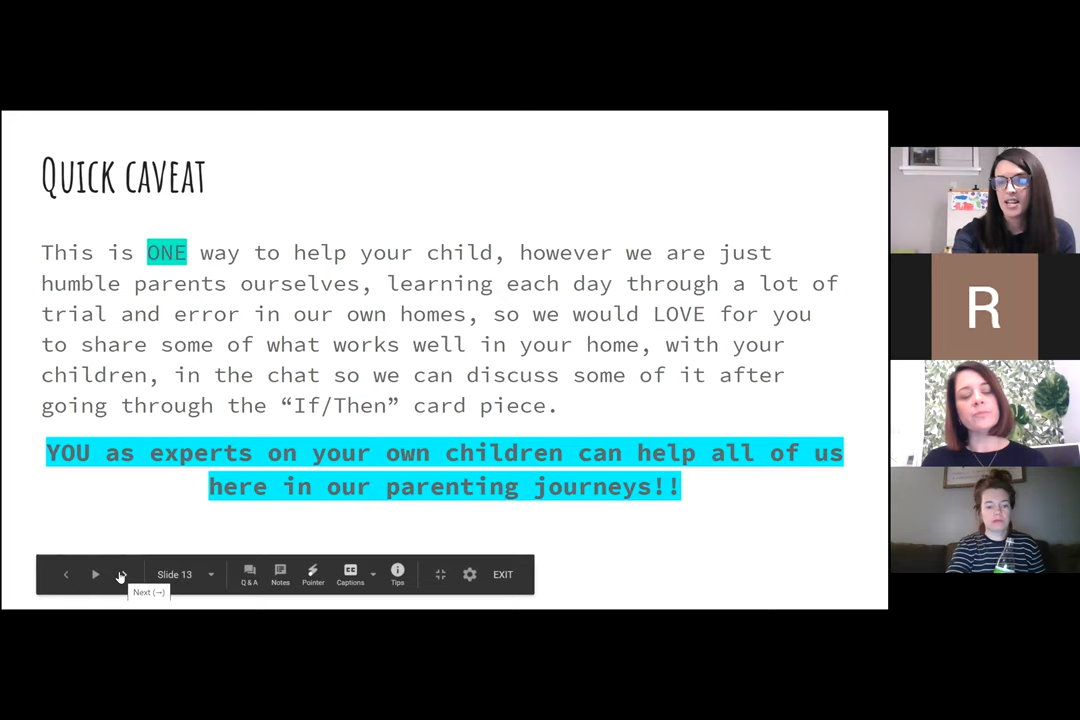 Quick caveat
This is ONE way to help your child, however we are just
humble parents ourselves, learning each day through a lot of
trial and error in our own homes, so we would LOVE for you
to share some of what works well in your home, with your
children, in the chat so we can discuss some of it after
going through the “If/Then” card piece.
YOU as experts on your own children can help all of us
here in our parenting journeys!!
Slide 13
Q & A
Notes
Pointer
Captions
Tips
EXIT
Next (→)
R